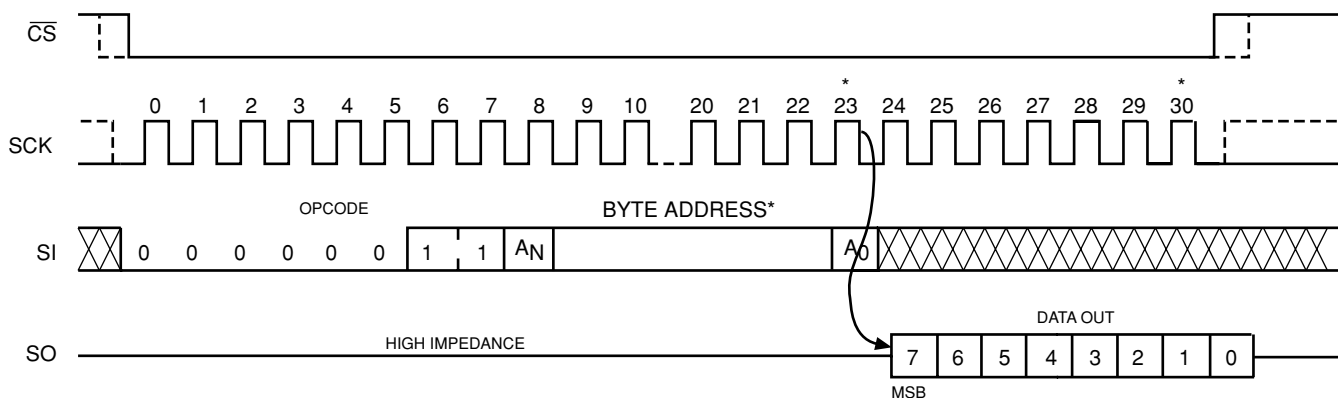 CS
* *
0 1 2 3 4 5 6 7 8 9 10 20 21 22 23 24 25 26 27 28 29 30
SCK
OPCODE BYTE ADDRESS*
SI 0 0 0 0 0 0 1 1 AN A0
DATA OUT
HIGH IMPEDANCE
SO 7 6 5 4 3 2 1 0
MSB